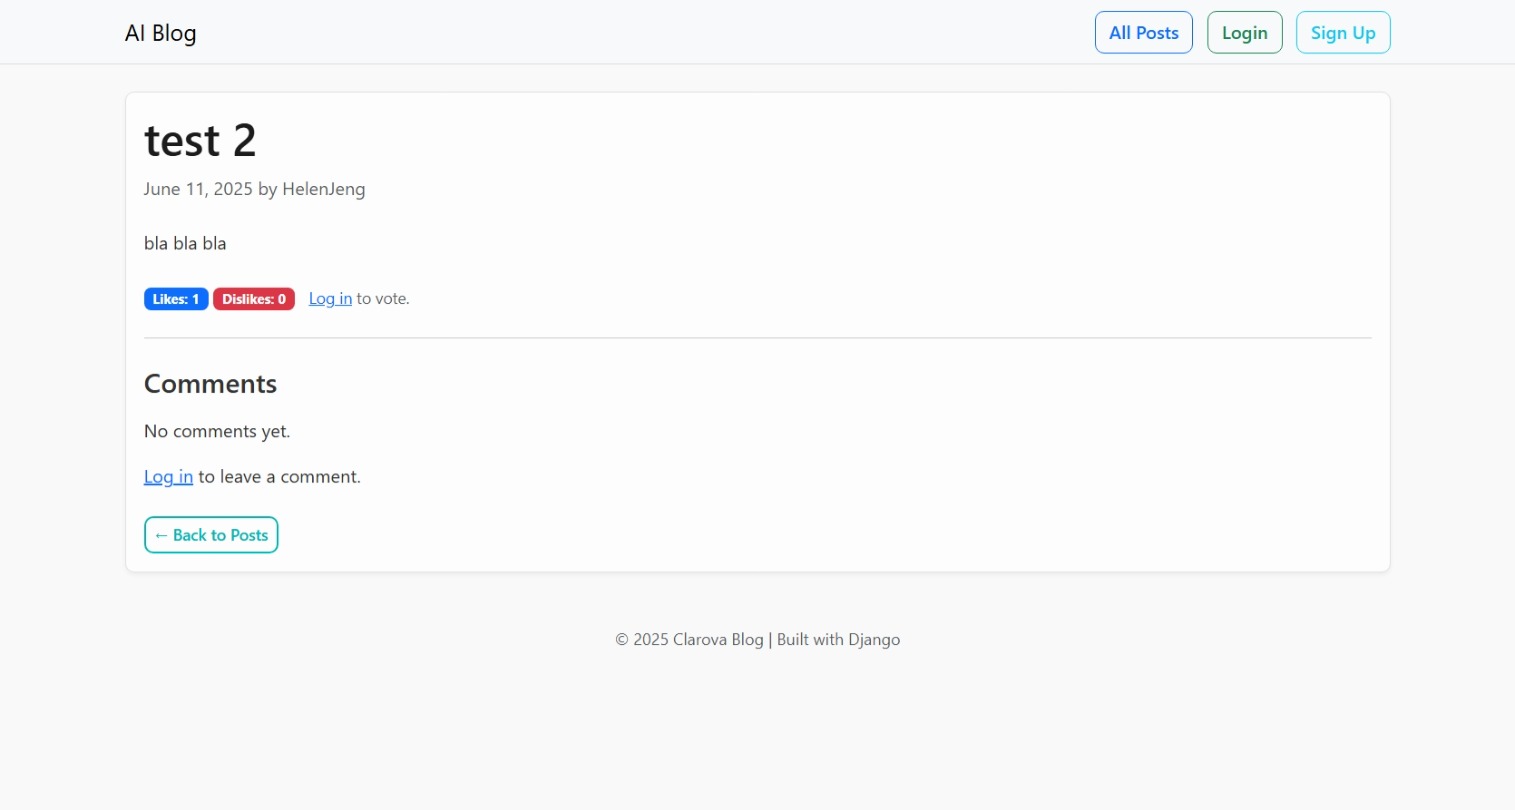 AI Blog
All Posts
Login
Sign Up
test 2
June 11, 2025 by HelenJeng
bla bla bla
Likes: 1 Dislikes: 0 Log in to vote.
Comments
No comments yet.
Log in to leave a comment.
← Back to Posts
© 2025 Clarova Blog | Built with Django